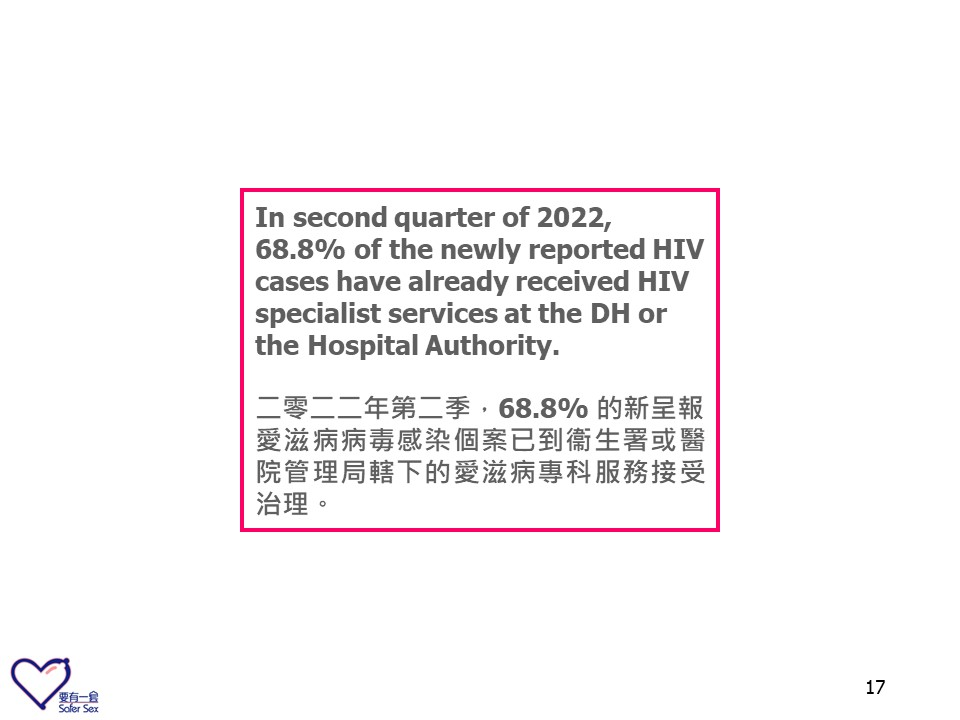 In second quarter of 2022,
68.8% of the newly reported HIV
cases have already received HIV
specialist services at the DH or
the Hospital Authority.
二零二二年第二季，68.8% 的新呈報
愛滋病病毒感染個案已到衞生署或醫
院管理局轄下的愛滋病專科服務接受
治理。
要有一套
Safer Sex
17